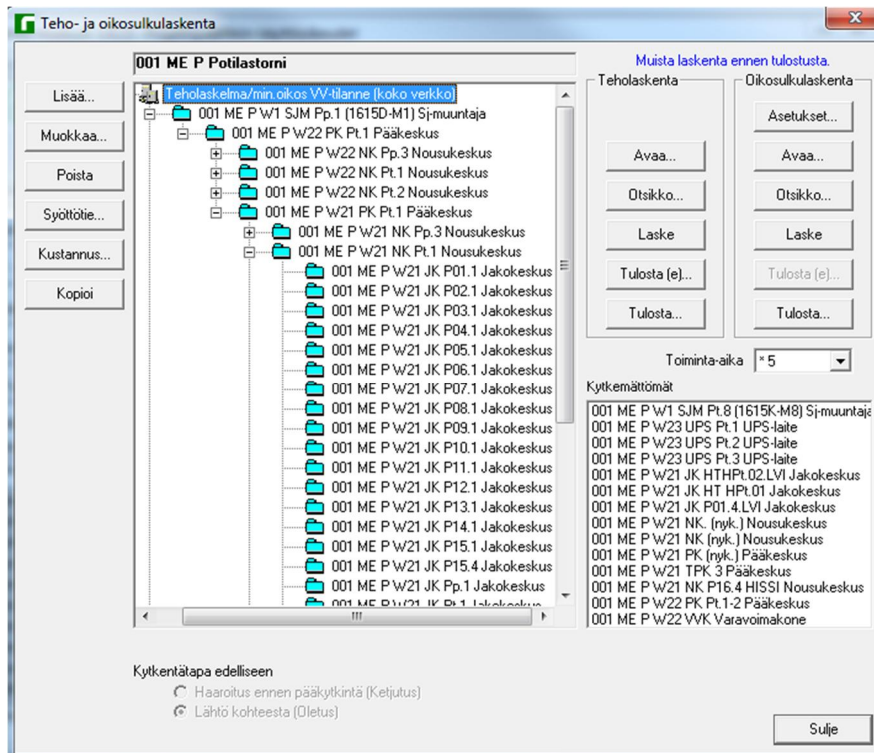 Teho- ja oikosulkulaskenta
001 ME P Potilastorni
Muista laskenta ennen tulostusta.
Lisää...
Muokkaa...
Poista
Syöttötie...
Kustannus...
Kopioi
Teholaskelma/min.oikos VV-tilanne (koko verkko)
001 ME P W1 SJM Pp.1 (1615D-M1) Sj-muuntaja
001 ME P W22 PK Pt.1 Pääkeskus
001 ME P W22 NK Pp.3 Nousukeskus
001 ME P W22 NK Pt.1 Nousukeskus
001 ME P W22 NK Pt.2 Nousukeskus
001 ME P W21 PK Pt.1 Pääkeskus
001 ME P W21 NK Pp.3 Nousukeskus
001 ME P W21 NK Pt.1 Nousukeskus
001 ME P W21 JK P01.1 Jakokeskus
001 ME P W21 JK P02.1 Jakokeskus
001 ME P W21 JK P03.1 Jakokeskus
001 ME P W21 JK P04.1 Jakokeskus
001 ME P W21 JK P05.1 Jakokeskus
001 ME P W21 JK P06.1 Jakokeskus
001 ME P W21 JK P07.1 Jakokeskus
001 ME P W21 JK P08.1 Jakokeskus
001 ME P W21 JK P09.1 Jakokeskus
001 ME P W21 JK P10.1 Jakokeskus
001 ME P W21 JK P11.1 Jakokeskus
001 ME P W21 JK P12.1 Jakokeskus
001 ME P W21 JK P13.1 Jakokeskus
001 ME P W21 JK P14.1 Jakokeskus
001 ME P W21 JK P15.1 Jakokeskus
001 ME P W21 JK P15.4 Jakokeskus
001 ME P W21 JK Pp.1 Jakokeskus
001 ME P W21 JK Pt.1 Jakokeskus
Teholaskenta
Avaa...
Otsikko...
Laske
Tulosta (e)...
Tulosta...
Oikosulkulaskenta
Asetukset...
Avaa...
Otsikko...
Laske
Tulosta (e)...
Tulosta...
Toiminta-aika * 5
Kytkemättömät
001 ME P W1 SJM Pt.8 (1615K-M8) Sj-muuntaja
001 ME P W23 UPS Pt.1 UPS-laite
001 ME P W23 UPS Pt.2 UPS-laite
001 ME P W23 UPS Pt.3 UPS-laite
001 ME P W21 JK HTHPt.02.LVI Jakokeskus
001 ME P W21 JK HT HPt.01 Jakokeskus
001 ME P W21 JK P01.4.LVI Jakokeskus
001 ME P W21 NK. (nyk.) Nousukeskus
001 ME P W21 NK (nyk.) Nousukeskus
001 ME P W21 PK (nyk.) Pääkeskus
001 ME P W21 TPK 3 Pääkeskus
001 ME P W21 NK P16.4 HISSI Nousukeskus
001 ME P W22 PK Pt.1-2 Pääkeskus
001 ME P W22 VVK Varavoimakone
Kytkentätapa edelliseen
Haaroitus ennen pääkytkintä (Ketjutus)
Lähtö kohteesta (Oletus)
Sulje